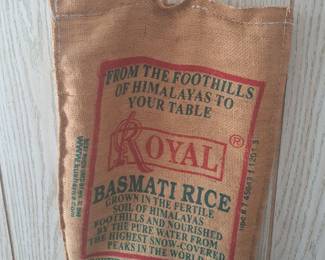 FROM THE FOOTHILLS
OF HIMALAYAS TO
YOUR TABLE
ROYAL®
BASMATI RICE
GROWN IN THE FERTILE
SOIL OF HIMALAYAS
FOOTHILLS AND NOURISHED
BY THE PURE WATER FROM
THE HIGHEST SNOW-COVERED
PEAKS IN THE WORLD